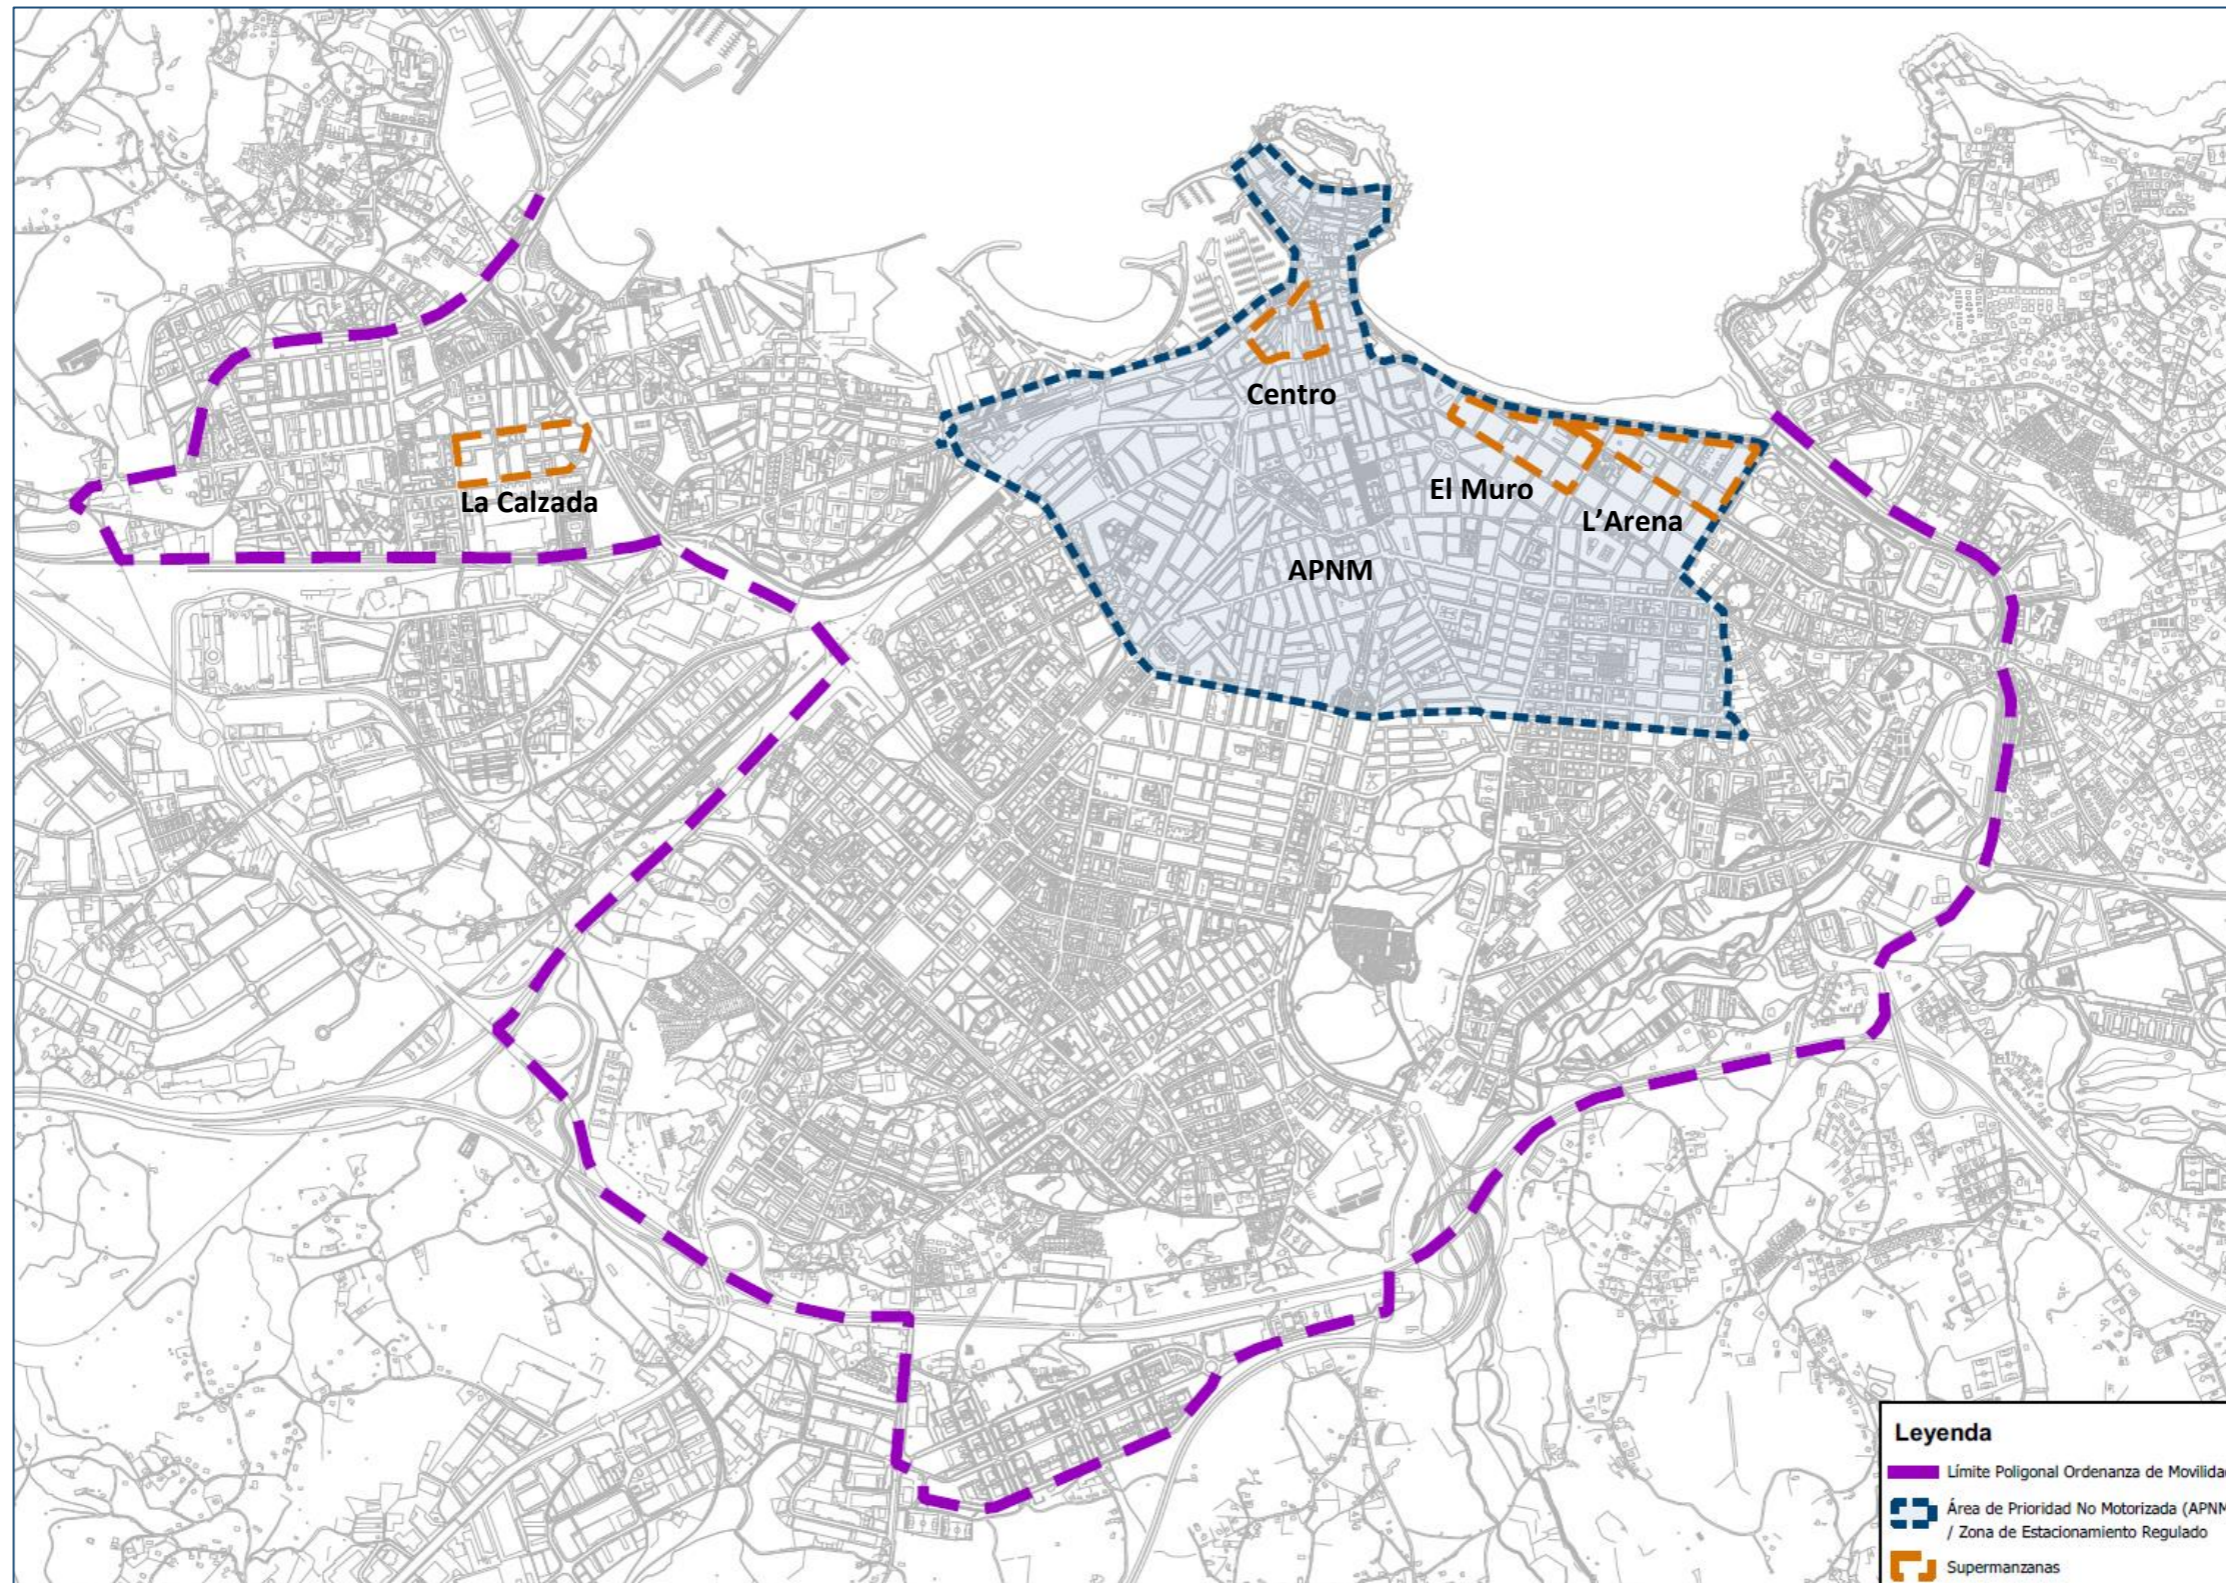 Centro
La Calzada
El Muro
L'Arena
APNM
Leyenda
Límite Poligonal Ordenanza de Movilida
Área de Prioridad No Motorizada (APNM
/ Zona de Estacionamiento Regulado
Supermanzanas